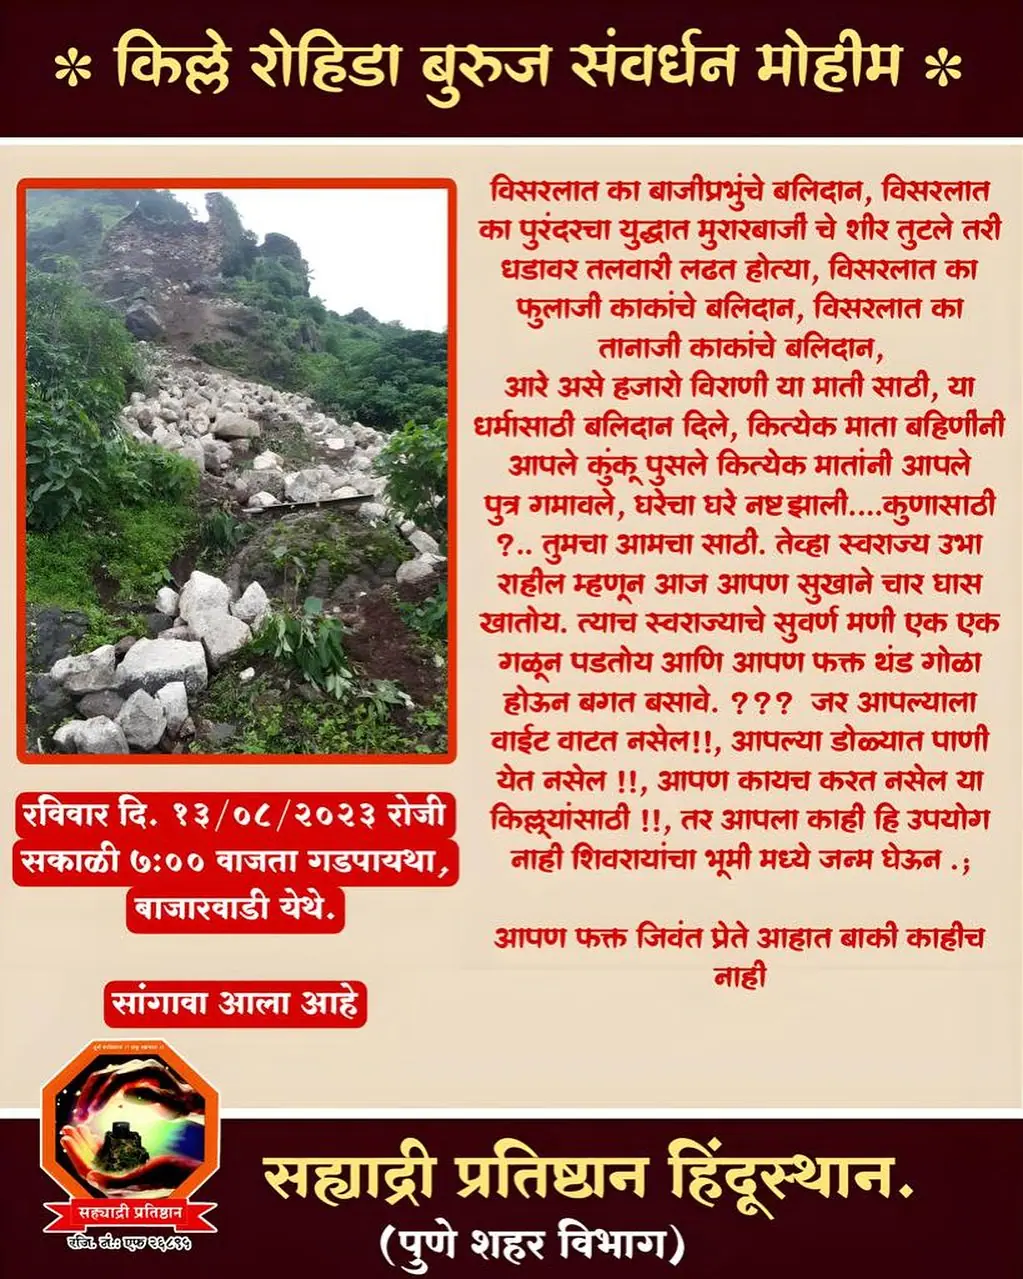 * किल्ले रोहिडा बुरुज संवर्धन मोहीम *
विसरलात का बाजीप्रभुंचे बलिदान, विसरलात
का पुरंदरचा युद्धात मुरारबाजीं चे शीर तुटले तरी
धडावर तलवारी लढत होत्या, विसरलात का
फुलाजी काकांचे बलिदान, विसरलात का
तानाजी काकांचे बलिदान,
आरे असे हजारो विराणी या माती साठी, या
धर्मासाठी बलिदान दिले, कित्येक माता बहिणींनी
आपले कुंकू पुसले कित्येक मातांनी आपले
पुत्र गमावले, घरेचा घरे नष्ट झाली....कुणासाठी
?.. तुमचा आमचा साठी. तेव्हा स्वराज्य उभा
राहील म्हणून आज आपण सुखाने चार घास
खातोय. त्याच स्वराज्याचे सुवर्ण मणी एक एक
गळून पडतोय आणि आपण फक्त थंड गोळा
होऊन बगत बसावे. ??? जर आपल्याला
वाईट वाटत नसेल!!, आपल्या डोळ्यात पाणी
येत नसेल !!, आपण कायच करत नसेल या
किल्ल्यांसाठी !!, तर आपला काही हि उपयोग
नाही शिवरायांचा भूमी मध्ये जन्म घेऊन .;
आपण फक्त जिवंत प्रेते आहात बाकी काहीच
नाही
रविवार दि. १३/०८/२०२३ रोजी
सकाळी ७:०० वाजता गडपायथा,
बाजारवाडी येथे.
सांगावा आला आहे
सह्याद्री प्रतिष्ठान
रजि. नं.: एफ २६८९५
सह्याद्री प्रतिष्ठान हिंदूस्थान.
(पुणे शहर विभाग)